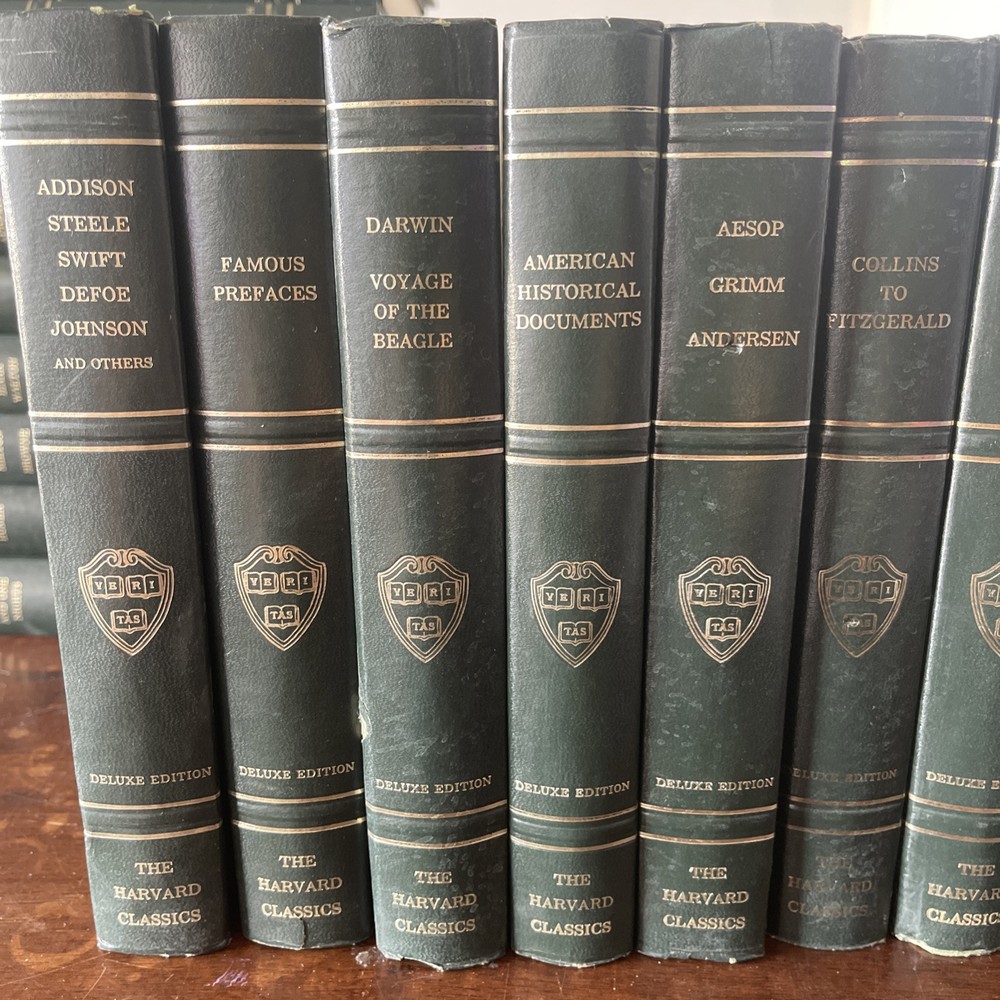 ADDISON
STEELE
SWIFT
DEFOE
JOHNSON
AND OTHERS
VE RI
TAS
DELUXE EDITION
THE
HARVARD
CLASSICS
FAMOUS
PREFACES
VE RI
TAS
DELUXE EDITION
THE
HARVARD
CLASSICS
DARWIN
VOYAGE
OF THE
BEAGLE
VE RI
TAS
DELUXE EDITION
THE
HARVARD
CLASSICS
AMERICAN
HISTORICAL
DOCUMENTS
VE RI
TAS
DELUXE EDITION
THE
HARVARD
CLASSICS
AESOP
GRIMM
ANDERSEN
VE RI
TAS
DELUXE EDITION
THE
HARVARD
CLASSICS
COLLINS
TO
FITZGERALD
VE RI
TAS
DELUXE EDITION
THE
HARVARD
CLASSICS
DELUXE
THE